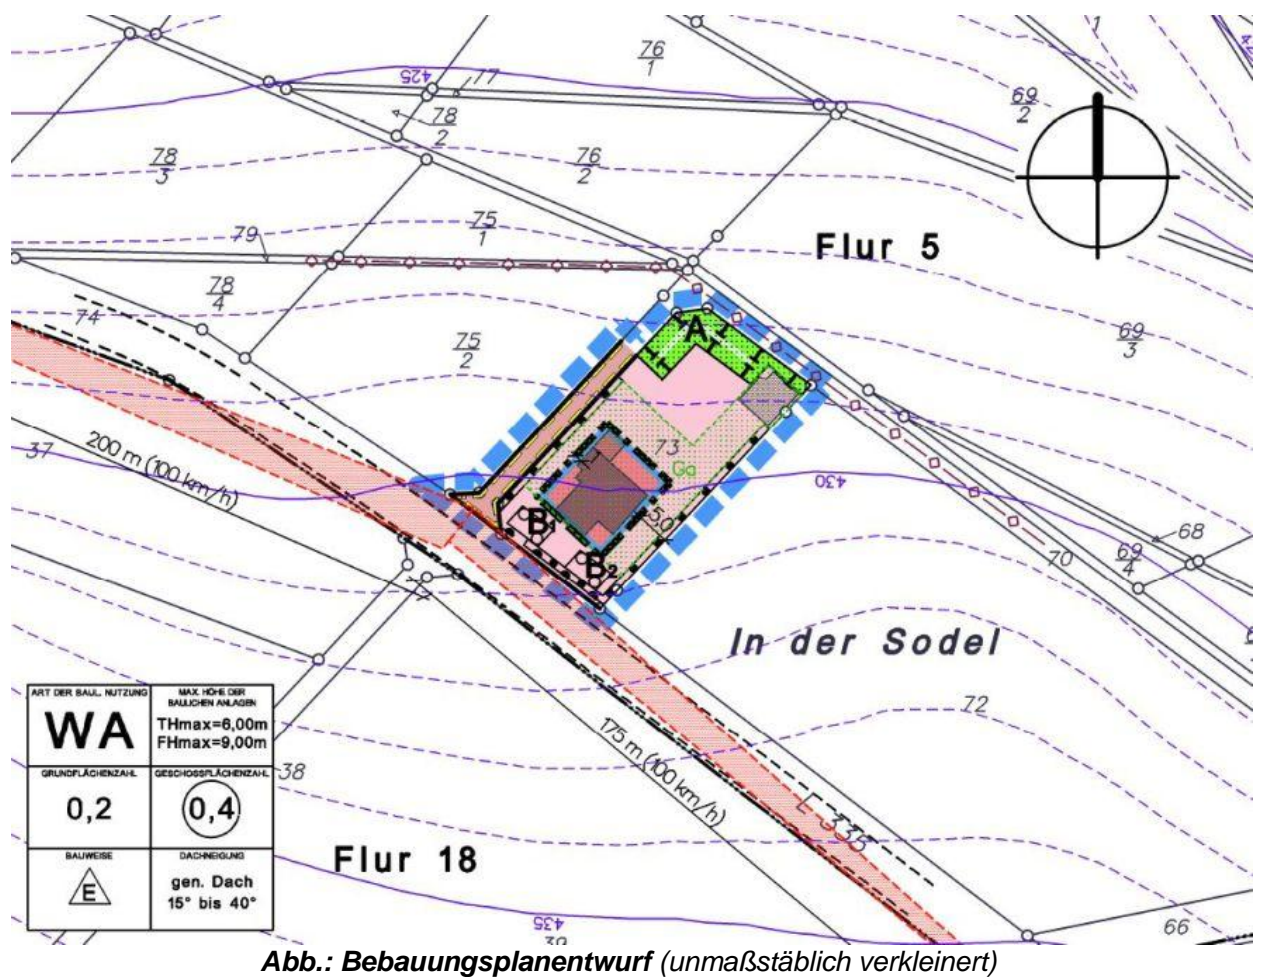 76
1
1
69
2
425
77
78
2
78
3
76
2
75
1
79
Flur 5
78
4
74
75
2
69
3
A
73
37
200 m (100 km/h)
430
50
B1
B2
68
69
4
70
In der Sodel
72
175 m (100 km/h)
L 335
ART DER BAUL. NUTZUNG
WA
MAX. HÖHE DER
BAULICHEN ANLAGEN
THmax=6,00m
FHmax=9,00m
GRUNDFLÄCHENZAHL
0,2
GESCHOSSFLÄCHENZAHL
0,4
BAUWEISE
E
DACHNEIGUNG
gen. Dach
15° bis 40°
38
Flur 18
435
39
66
Abb.: Bebauungsplanentwurf (unmaßstäblich verkleinert)